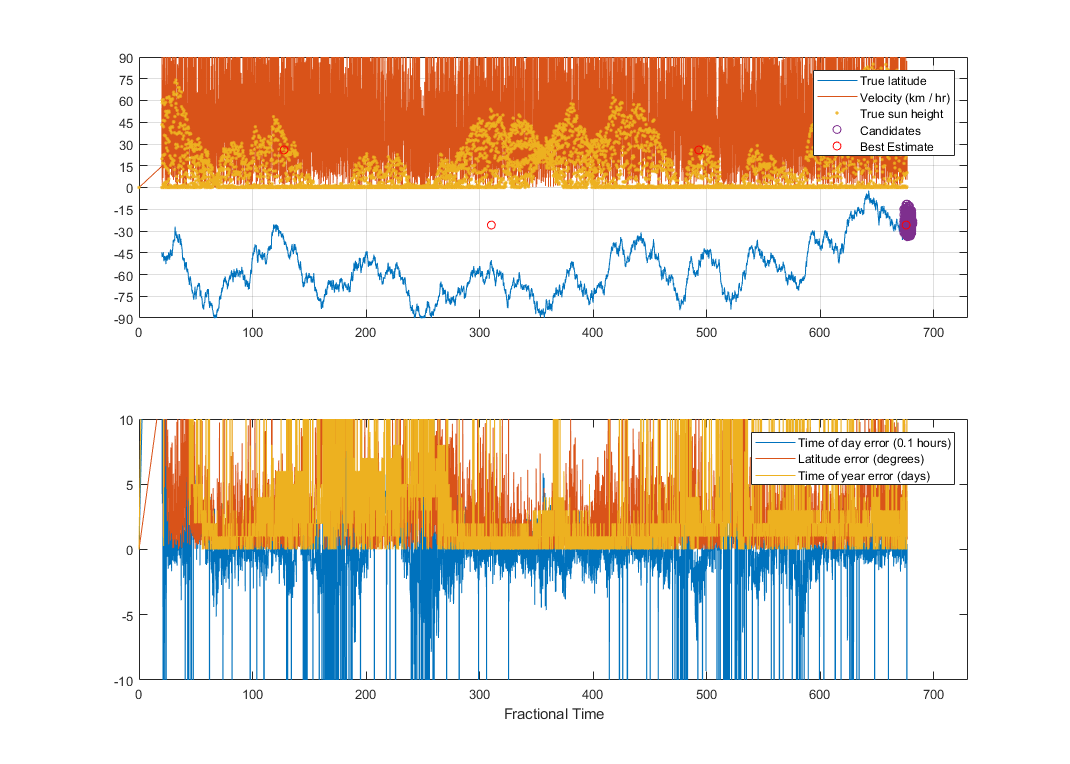 90
75
60
45
30
15
0
-15
-30
-45
-60
-75
-90
0 100 200 300 400 500 600 700
True latitude
Velocity (km / hr)
True sun height
Candidates
Best Estimate
10
5
0
-5
-10
0 100 200 300 400 500 600 700
Fractional Time
Time of day error (0.1 hours)
Latitude error (degrees)
Time of year error (days)